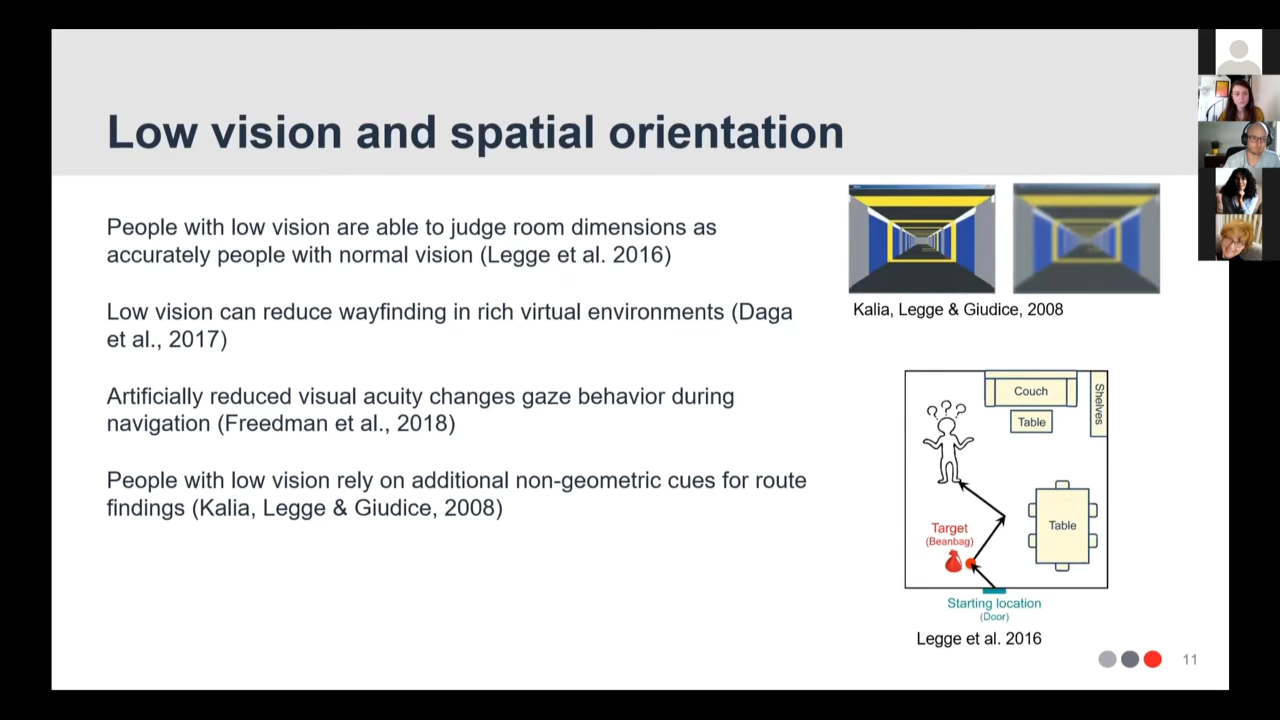 Low vision and spatial orientation
People with low vision are able to judge room dimensions as
accurately people with normal vision (Legge et al. 2016)
Low vision can reduce wayfinding in rich virtual environments (Daga
et al., 2017)
Artificially reduced visual acuity changes gaze behavior during
navigation (Freedman et al., 2018)
People with low vision rely on additional non-geometric cues for route
findings (Kalia, Legge & Giudice, 2008)
Kalia, Legge & Giudice, 2008
Couch
Shelves
Table
? ? ?
Table
Target
(Beanbag)
Starting location
(Door)
Legge et al. 2016
11